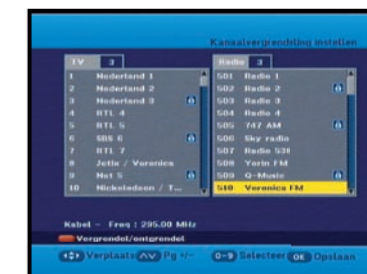 Kanaalvergrendeling instellen
TV 3
1 Nederland 1
2 Nederland 2
3 Nederland 3
4 RTL 4
5 RTL 5
6 SBS 6
7 RTL 7
8 Jetix / Veronica
9 Net 5
10 Nickelodeon / T...
Radio 3
501 Radio 1
502 Radio 2
503 Radio 3
504 Radio 4
505 747 AM
506 Sky radio
507 Radio 538
508 Yorin FM
509 Q-Music
510 Veronica FM
Kabel - Freq : 295.00 MHz
Vergrendel/ontgrendel
Verplaats Pg +/- 0~9 Selecteer OK Opslaan